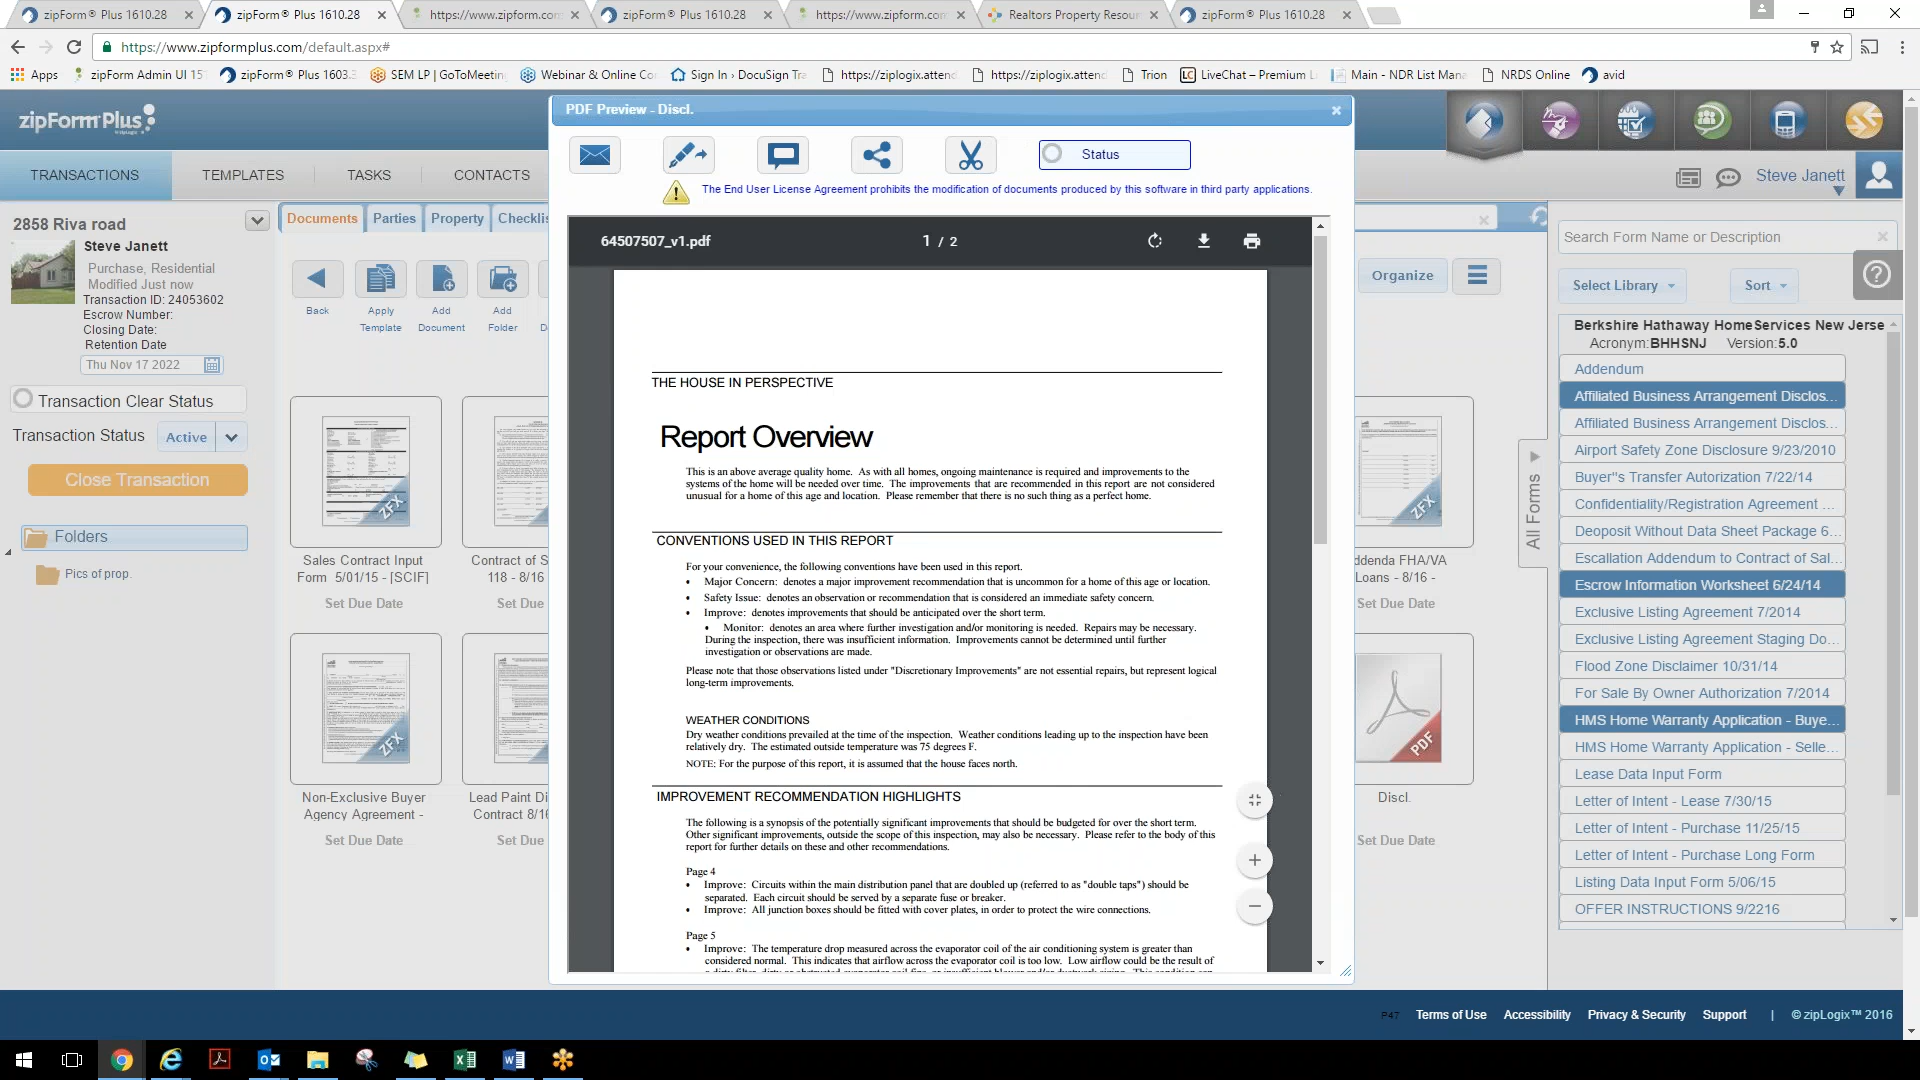 zipForm® Plus 1610.28
zipForm® Plus 1610.28
https://www.zipform.com
zipForm® Plus 1610.28
https://www.zipform.com
Realtors Property Resour
zipForm® Plus 1610.28
https://www.zipformplus.com/default.aspx#
Apps
zipForm Admin UI 15
zipForm® Plus 1603.3
SEM LP | GoToMeeting
Webinar & Online Co
Sign In › DocuSign Tra
https://ziplogix.attend
https://ziplogix.attend
Trion
LiveChat – Premium L
Main - NDR List Mana
NRDS Online
avid
zipForm Plus
by zipLogix
PDF Preview - Discl.
Status
The End User License Agreement prohibits the modification of documents produced by this software in third party applications.
TRANSACTIONS
TEMPLATES
TASKS
CONTACTS
Steve Janett
2858 Riva road
Steve Janett
Purchase, Residential
Modified Just now
Transaction ID: 24053602
Escrow Number:
Closing Date:
Retention Date
Thu Nov 17 2022
Transaction Clear Status
Transaction Status
Active
Close Transaction
Folders
Pics of prop.
Documents
Parties
Property
Checklis
Back
Apply
Template
Add
Document
Add
Folder
Organize
Sales Contract Input
Form 5/01/15 - [SCIF]
Set Due Date
Contract of S
118 - 8/16
Set Due
Non-Exclusive Buyer
Agency Agreement -
Set Due Date
Lead Paint Di
Contract 8/16
Set Due
ddenda FHA/VA
Loans - 8/16 -
Set Due Date
Discl.
Set Due Date
ZFX
ZFX
ZFX
PDF
64507507_v1.pdf
1 / 2
THE HOUSE IN PERSPECTIVE
Report Overview
This is an above average quality home. As with all homes, ongoing maintenance is required and improvements to the
systems of the home will be needed over time. The improvements that are recommended in this report are not considered
unusual for a home of this age and location. Please remember that there is no such thing as a perfect home.
CONVENTIONS USED IN THIS REPORT
For your convenience, the following conventions have been used in this report.
• Major Concern: denotes a major improvement recommendation that is uncommon for a home of this age or location.
• Safety Issue: denotes an observation or recommendation that is considered an immediate safety concern.
• Improve: denotes improvements that should be anticipated over the short term.
• Monitor: denotes an area where further investigation and/or monitoring is needed. Repairs may be necessary.
During the inspection, there was insufficient information. Improvements cannot be determined until further
investigation or observations are made.
Please note that those observations listed under "Discretionary Improvements" are not essential repairs, but represent logical
long-term improvements.
WEATHER CONDITIONS
Dry weather conditions prevailed at the time of the inspection. Weather conditions leading up to the inspection have been
relatively dry. The estimated outside temperature was 75 degrees F.
NOTE: For the purpose of this report, it is assumed that the house faces north.
IMPROVEMENT RECOMMENDATION HIGHLIGHTS
The following is a synopsis of the potentially significant improvements that should be budgeted for over the short term.
Other significant improvements, outside the scope of this inspection, may also be necessary. Please refer to the body of this
report for further details on these and other recommendations.
Page 4
• Improve: Circuits within the main distribution panel that are doubled up (referred to as "double taps") should be
separated. Each circuit should be served by a separate fuse or breaker.
• Improve: All junction boxes should be fitted with cover plates, in order to protect the wire connections.
Page 5
• Improve: The temperature drop measured across the evaporator coil of the air conditioning system is greater than
considered normal. This indicates that airflow across the evaporator coil is too low. Low airflow could be the result of
All Forms
Search Form Name or Description
Select Library
Sort
Berkshire Hathaway HomeServices New Jerse
Acronym:BHHSNJ Version:5.0
Addendum
Affiliated Business Arrangement Disclos...
Affiliated Business Arrangement Disclos...
Airport Safety Zone Disclosure 9/23/2010
Buyer"s Transfer Autorization 7/22/14
Confidentiality/Registration Agreement ...
Deoposit Without Data Sheet Package 6...
Escallation Addendum to Contract of Sal...
Escrow Information Worksheet 6/24/14
Exclusive Listing Agreement 7/2014
Exclusive Listing Agreement Staging Do...
Flood Zone Disclaimer 10/31/14
For Sale By Owner Authorization 7/2014
HMS Home Warranty Application - Buye...
HMS Home Warranty Application - Selle...
Lease Data Input Form
Letter of Intent - Lease 7/30/15
Letter of Intent - Purchase 11/25/15
Letter of Intent - Purchase Long Form
Listing Data Input Form 5/06/15
OFFER INSTRUCTIONS 9/2216
P47
Terms of Use
Accessibility
Privacy & Security
Support
|
© zipLogix™ 2016